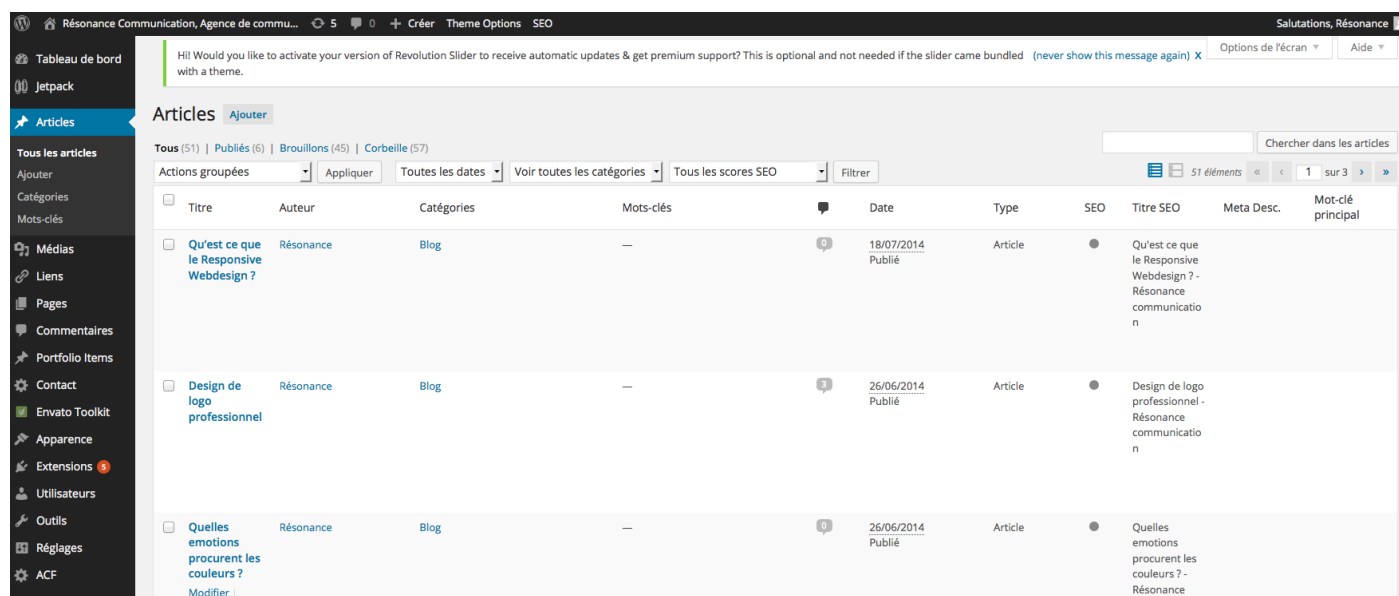 Résonance Communication, Agence de commu... 5 0 + Créer Theme Options SEO Salutations, Résonance
Tableau de bord
Jetpack
Articles
Tous les articles
Ajouter
Catégories
Mots-clés
Médias
Liens
Pages
Commentaires
Portfolio Items
Contact
Envato Toolkit
Apparence
Extensions 5
Utilisateurs
Outils
Réglages
ACF
Hi! Would you like to activate your version of Revolution Slider to receive automatic updates & get premium support? This is optional and not needed if the slider came bundled (never show this message again) X
with a theme.
Options de l'écran Aide
Articles Ajouter
Tous (51) | Publiés (6) | Brouillons (45) | Corbeille (57)
Chercher dans les articles
Actions groupées Appliquer Toutes les dates Voir toutes les catégories Tous les scores SEO Filtrer
51 éléments « ‹ 1 sur 3 › »
Titre Auteur Catégories Mots-clés Date Type SEO Titre SEO Meta Desc. Mot-clé
principal
Qu'est ce que
le Responsive
Webdesign ?
Résonance Blog — 0 18/07/2014
Publié
Article
Qu'est ce que
le Responsive
Webdesign ? -
Résonance
communicatio
n
Design de
logo
professionnel
Résonance Blog — 3 26/06/2014
Publié
Article
Design de logo
professionnel -
Résonance
communicatio
n
Quelles
emotions
procurent les
couleurs ?
Modifier |
Résonance Blog — 0 26/06/2014
Publié
Article
Quelles
emotions
procurent les
couleurs ? -
Résonance